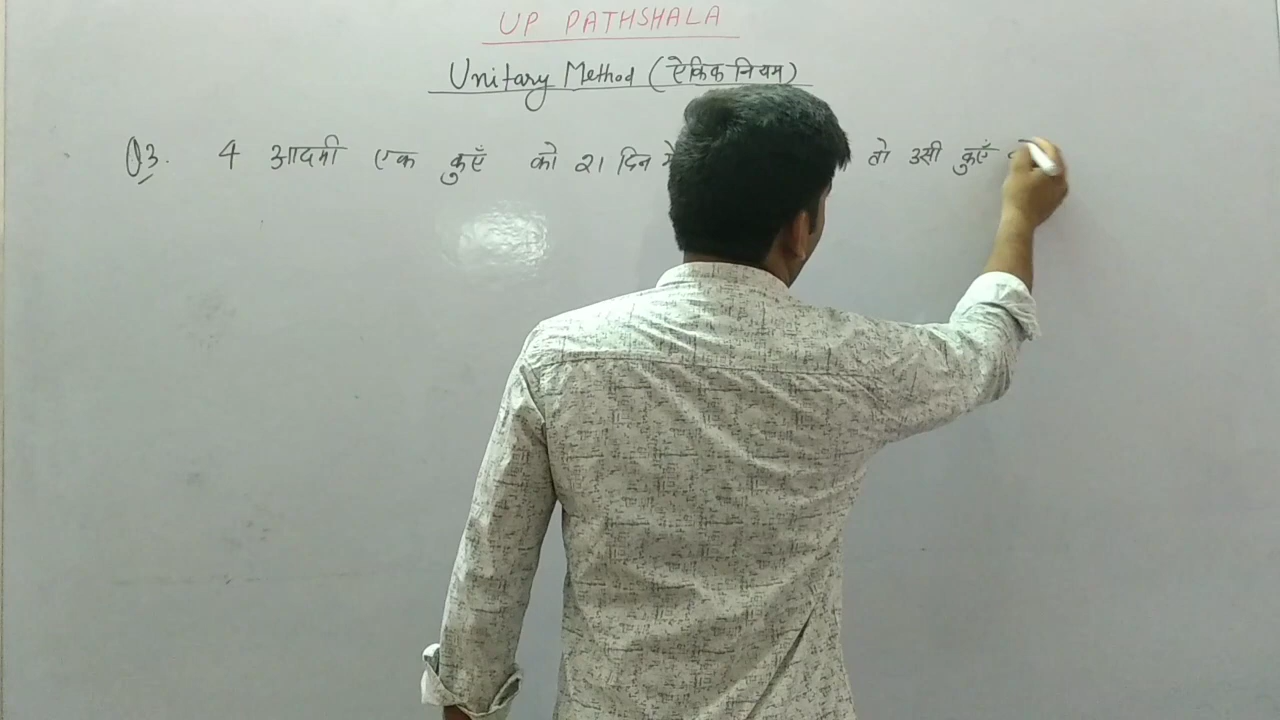 UP PATHSHALA
Unitary Method (ऐकिक नियम)
Q3. 4 आदमी एक कुएँ को 21 दिन में तो उसी कुएँ